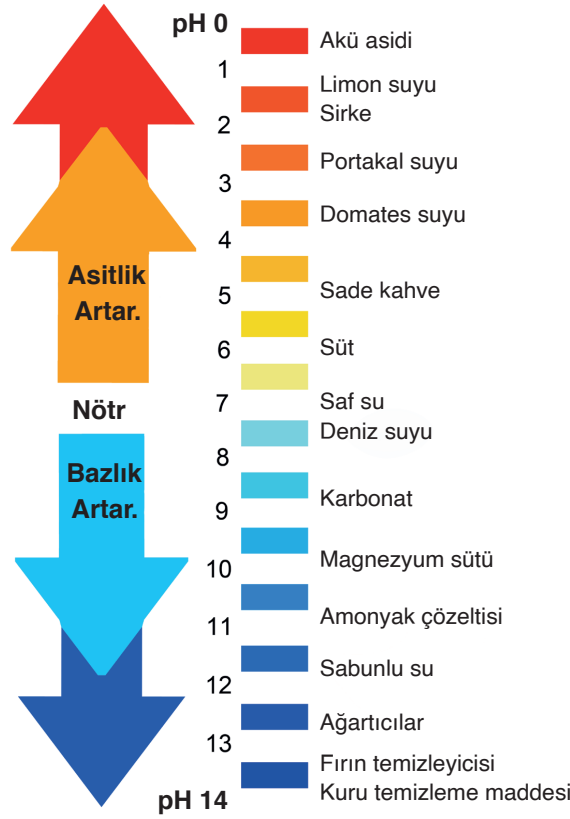 pH 0
Akü asidi
1
Limon suyu
Sirke
2
Portakal suyu
3
Domates suyu
4
Asitlik
Artar.
5
Sade kahve
6
Süt
7
Saf su
Nötr
Deniz suyu
8
Bazlık
Artar.
9
Karbonat
10
Magnezyum sütü
11
Amonyak çözeltisi
12
Sabunlu su
Ağartıcılar
13
Fırın temizleyicisi
pH 14
Kuru temizleme maddesi